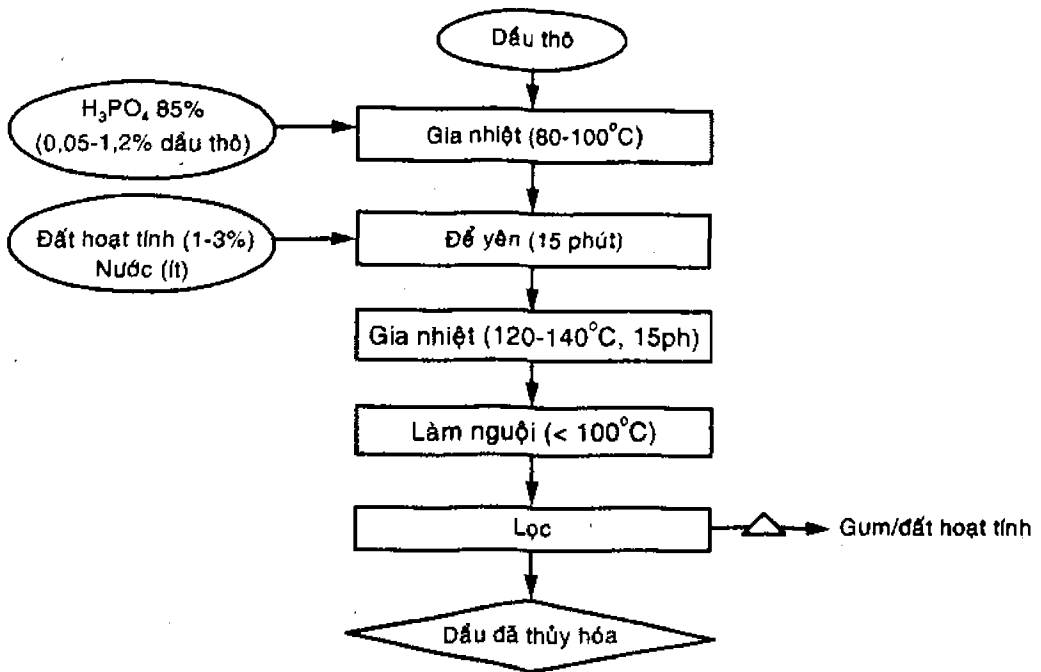 Dầu thô
H₃PO₄ 85%
(0,05-1,2% dầu thô)
Gia nhiệt (80-100°C)
Đất hoạt tính (1-3%)
Nước (ít)
Để yên (15 phút)
Gia nhiệt (120-140°C, 15ph)
Làm nguội (< 100°C)
Lọc
Gum/đất hoạt tính
Dầu đã thủy hóa